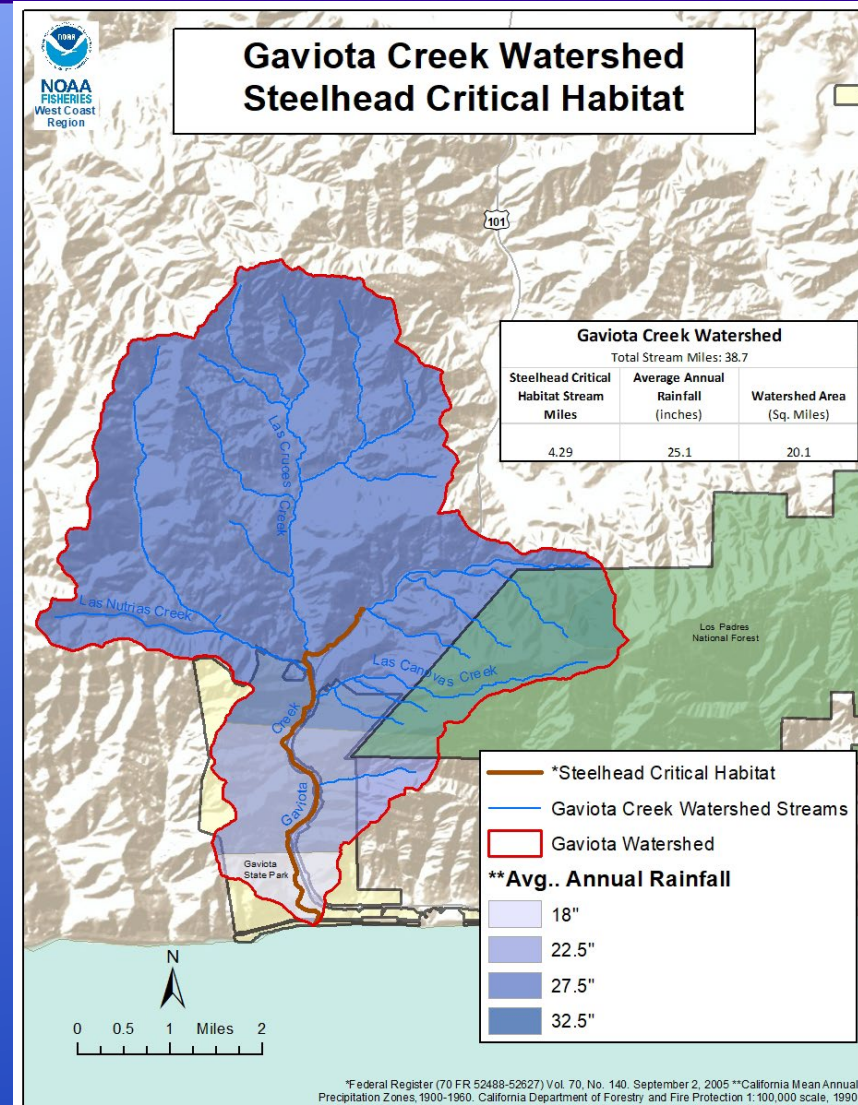 NOAA
NOAA
FISHERIES
West Coast
Region
Gaviota Creek Watershed
Steelhead Critical Habitat
101
Gaviota Creek Watershed
Total Stream Miles: 38.7
Steelhead Critical Habitat Stream Miles
Average Annual Rainfall (inches)
Watershed Area (Sq. Miles)
4.29
25.1
20.1
Las Cruces Creek
Las Nutrias Creek
Los Padres
National Forest
Las Canovas Creek
Gaviota Creek
Gaviota
State Park
*Steelhead Critical Habitat
Gaviota Creek Watershed Streams
Gaviota Watershed
**Avg.. Annual Rainfall
18"
22.5"
27.5"
32.5"
N
0 0.5 1 Miles 2
*Federal Register (70 FR 52488-52627) Vol. 70, No. 140. September 2, 2005 **California Mean Annual
Precipitation Zones, 1900-1960. California Department of Forestry and Fire Protection 1:100,000 scale, 1990